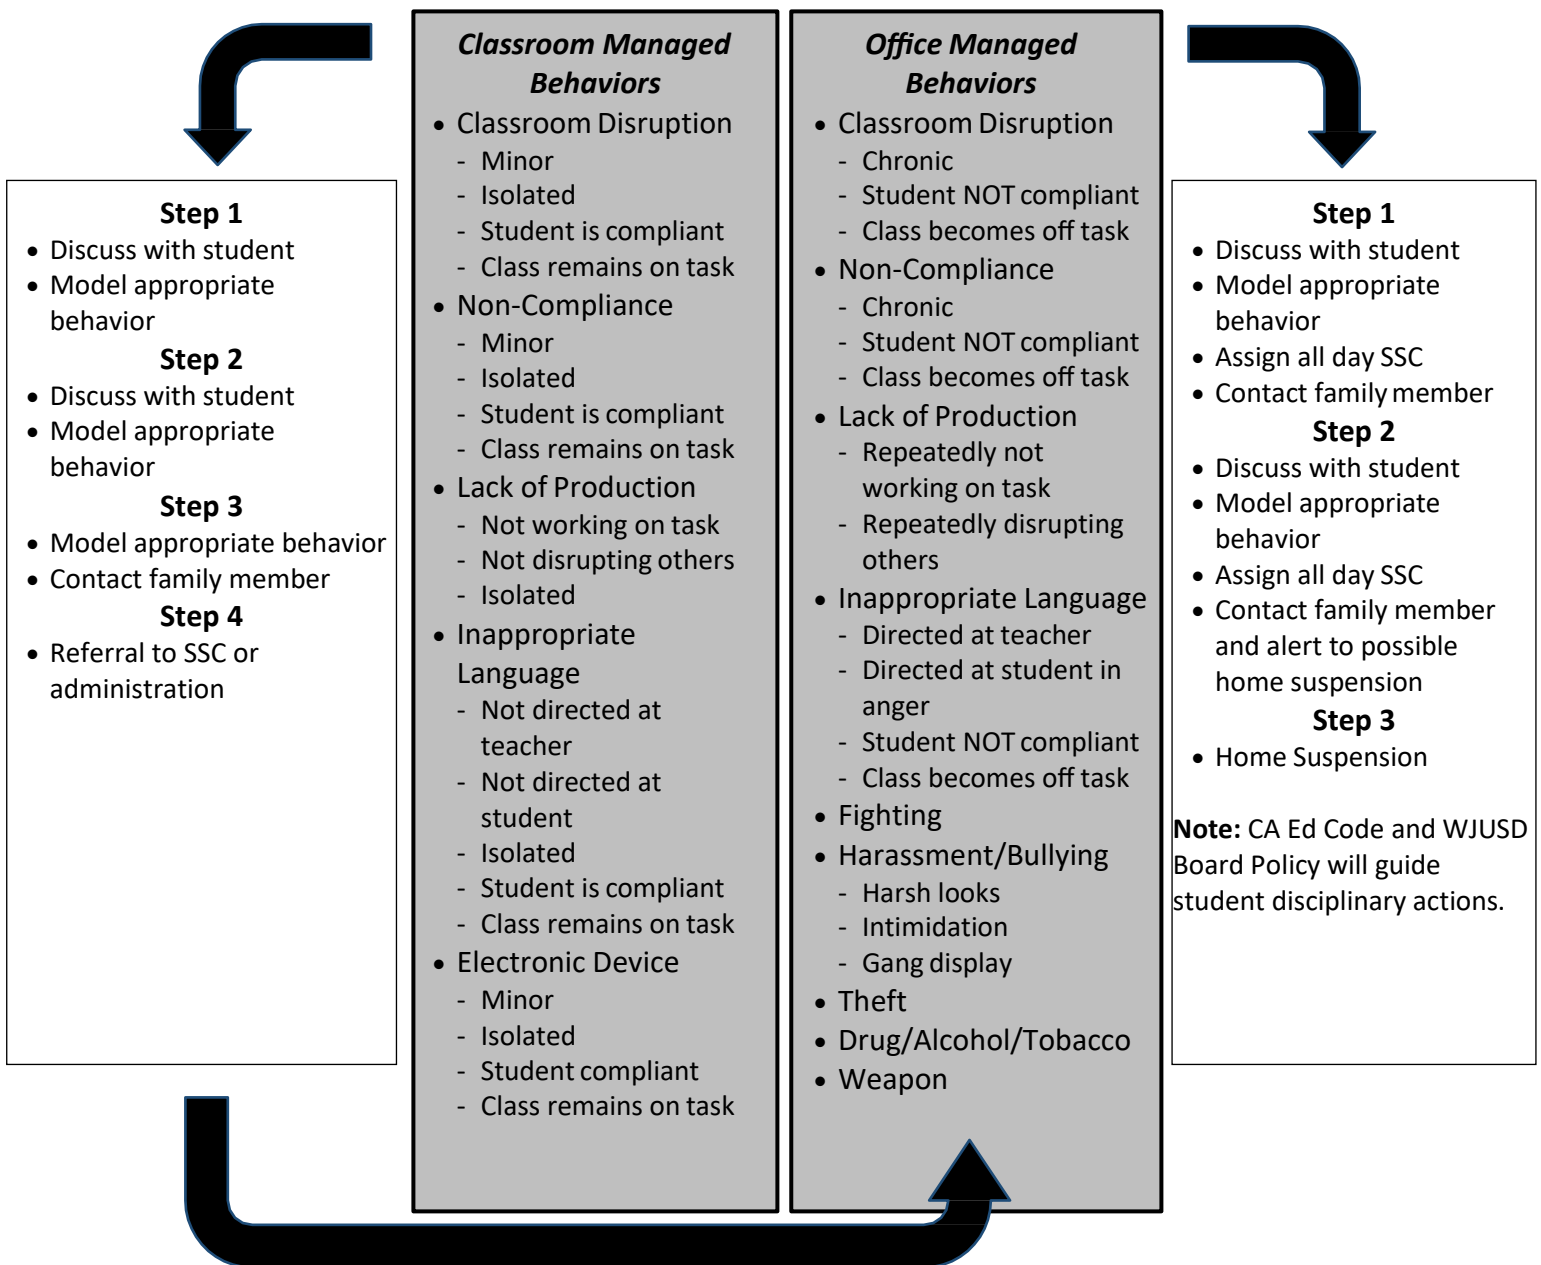 Step 1
• Discuss with student
• Model appropriate
behavior
Step 2
• Discuss with student
• Model appropriate
behavior
Step 3
• Model appropriate behavior
• Contact family member
Step 4
• Referral to SSC or
administration
Classroom Managed
Behaviors
• Classroom Disruption
- Minor
- Isolated
- Student is compliant
- Class remains on task
• Non-Compliance
- Minor
- Isolated
- Student is compliant
- Class remains on task
• Lack of Production
- Not working on task
- Not disrupting others
- Isolated
• Inappropriate
Language
- Not directed at
teacher
- Not directed at
student
- Isolated
- Student is compliant
- Class remains on task
• Electronic Device
- Minor
- Isolated
- Student compliant
- Class remains on task
Office Managed
Behaviors
• Classroom Disruption
- Chronic
- Student NOT compliant
- Class becomes off task
• Non-Compliance
- Chronic
- Student NOT compliant
- Class becomes off task
• Lack of Production
- Repeatedly not
working on task
- Repeatedly disrupting
others
• Inappropriate Language
- Directed at teacher
- Directed at student in
anger
- Student NOT compliant
- Class becomes off task
• Fighting
• Harassment/Bullying
- Harsh looks
- Intimidation
- Gang display
• Theft
• Drug/Alcohol/Tobacco
• Weapon
Step 1
• Discuss with student
• Model appropriate
behavior
• Assign all day SSC
• Contact family member
Step 2
• Discuss with student
• Model appropriate
behavior
• Assign all day SSC
• Contact family member
and alert to possible
home suspension
Step 3
• Home Suspension
Note: CA Ed Code and WJUSD
Board Policy will guide
student disciplinary actions.